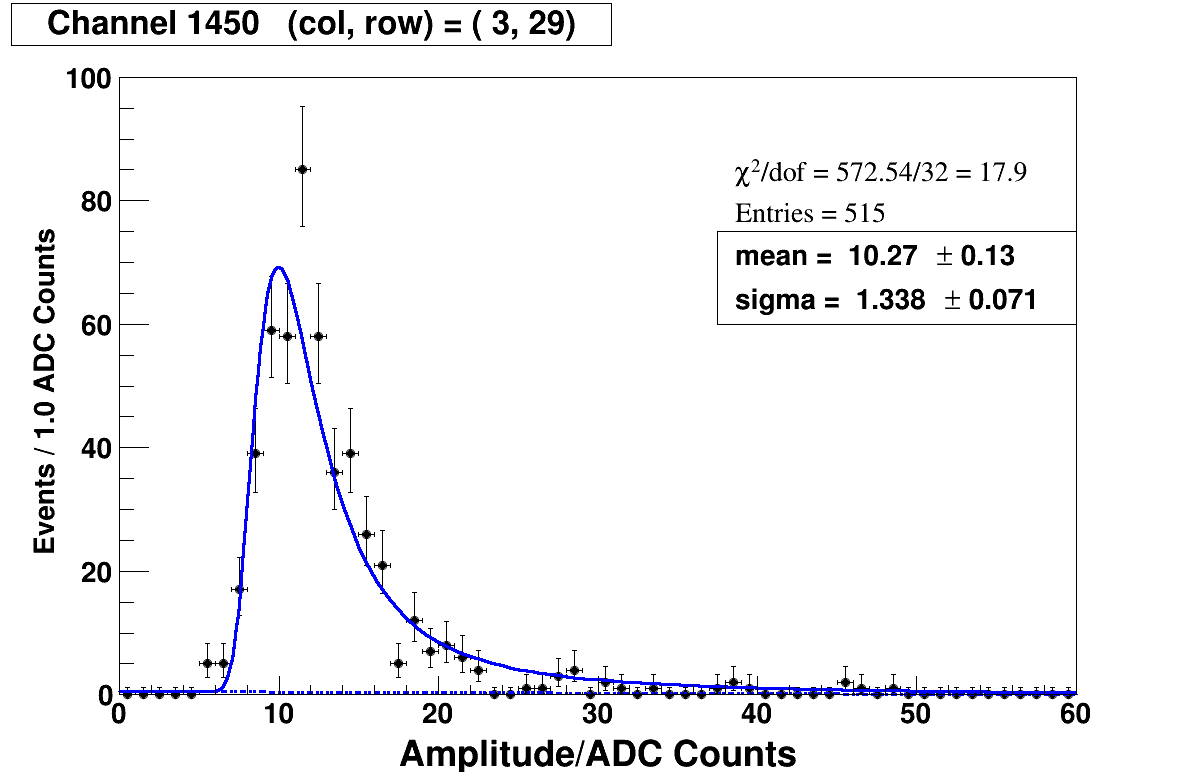 Channel 1450 (col, row) = ( 3, 29)
100
80
60
40
20
0
Events / 1.0 ADC Counts
χ²/dof = 572.54/32 = 17.9
Entries = 515
mean = 10.27 ± 0.13
sigma = 1.338 ± 0.071
0 10 20 30 40 50 60
Amplitude/ADC Counts